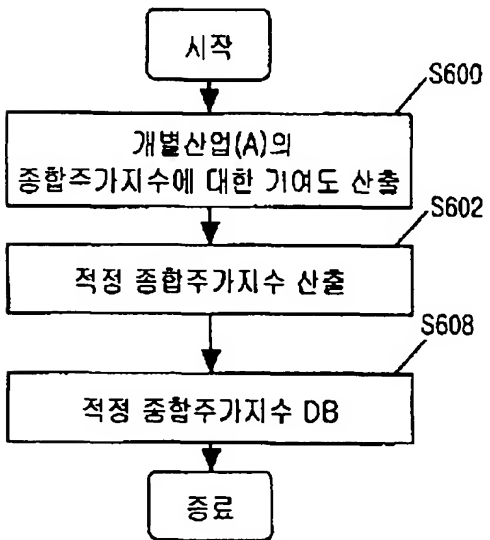 시작
S600
개별산업(A)의
종합주가지수에 대한 기여도 산출
S602
적정 종합주가지수 산출
S608
적정 종합주가지수 DB
종료